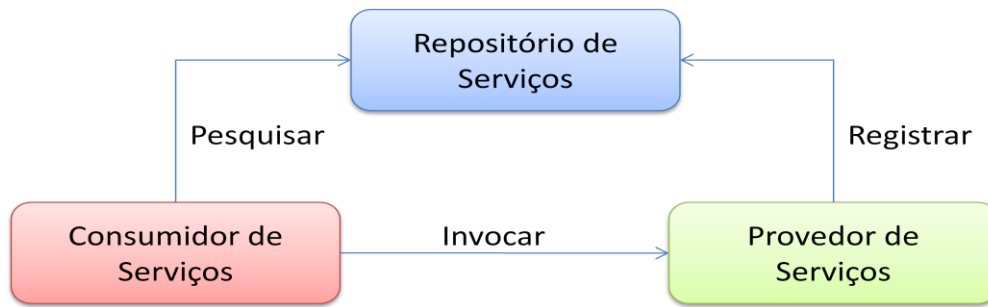 Repositório de
Serviços
Pesquisar
Registrar
Consumidor de
Serviços
Invocar
Provedor de
Serviços